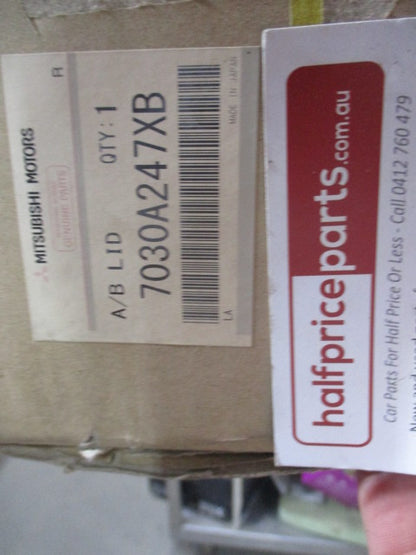 MITSUBISHI MOTORS
GENUINE PARTS
R
A/B LID QTY: 1
7030A247XB
LA
MADE IN JAPAN
halfpriceparts.com.au
Car Parts For Half Price Or Less - Call 0412 760 479